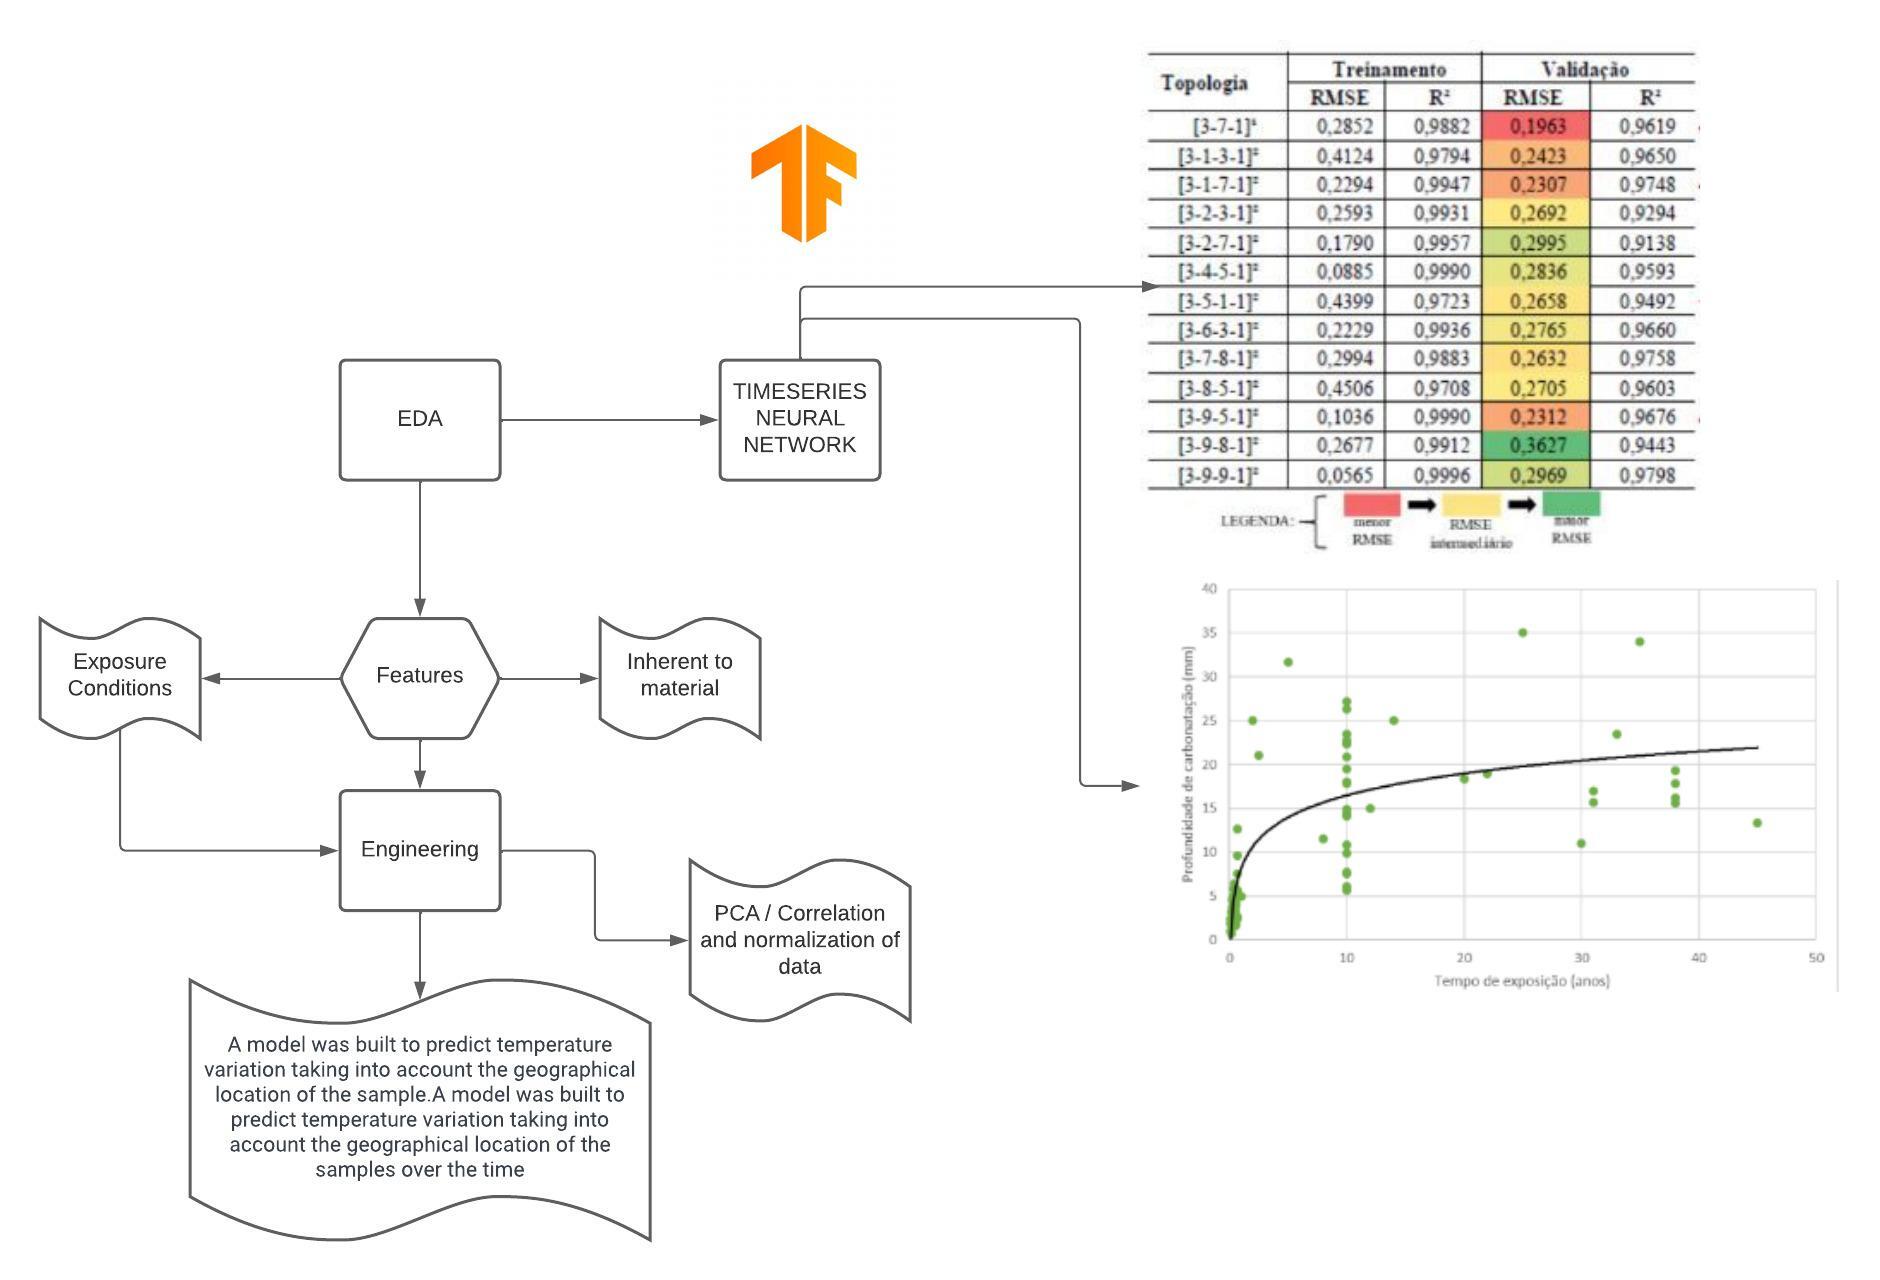 EDA
TIMESERIES
NEURAL
NETWORK
Features
Exposure
Conditions
Inherent to
material
Engineering
PCA / Correlation
and normalization of
data
A model was built to predict temperature
variation taking into account the geographical
location of the sample.A model was built to
predict temperature variation taking into
account the geographical location of the
samples over the time
Topologia Treinamento Validação
RMSE R² RMSE R²
[3-7-1]¹ 0,2852 0,9882 0,1963 0,9619
[3-1-3-1]² 0,4124 0,9794 0,2423 0,9650
[3-1-7-1]² 0,2294 0,9947 0,2307 0,9748
[3-2-3-1]² 0,2593 0,9931 0,2692 0,9294
[3-2-7-1]² 0,1790 0,9957 0,2995 0,9138
[3-4-5-1]² 0,0885 0,9990 0,2836 0,9593
[3-5-1-1]² 0,4399 0,9723 0,2658 0,9492
[3-6-3-1]² 0,2229 0,9936 0,2765 0,9660
[3-7-8-1]² 0,2994 0,9883 0,2632 0,9758
[3-8-5-1]² 0,4506 0,9708 0,2705 0,9603
[3-9-5-1]² 0,1036 0,9990 0,2312 0,9676
[3-9-8-1]² 0,2677 0,9912 0,3627 0,9443
[3-9-9-1]² 0,0565 0,9996 0,2969 0,9798
LEGENDA:
menor
RMSE
RMSE
intermediário
maior
RMSE
Profundidade de carbonatação (mm)
40
35
30
25
20
15
10
5
0
0 10 20 30 40 50
Tempo de exposição (anos)